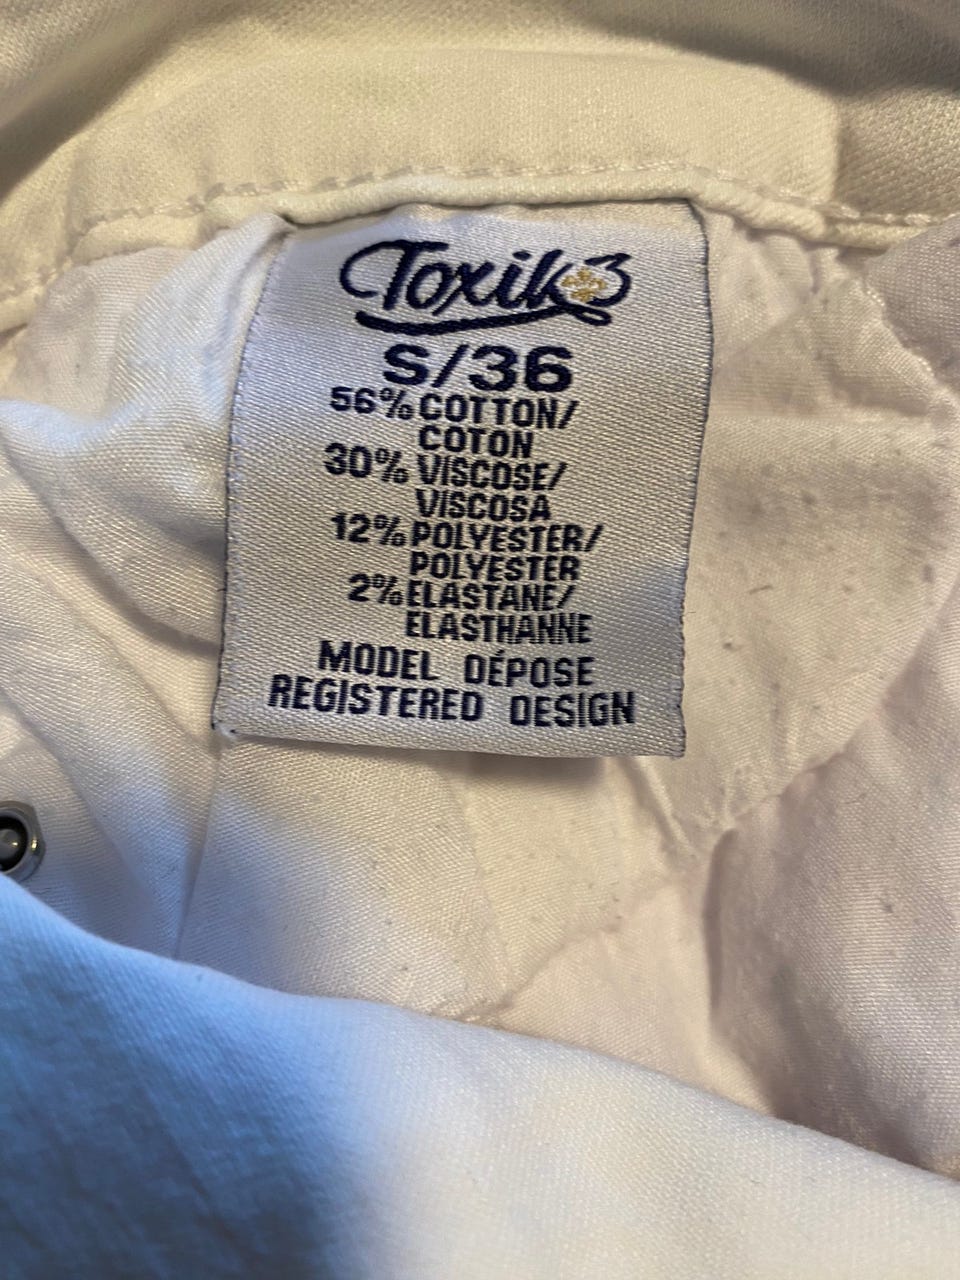 Toxik3
S/36
56% COTTON/
COTON
30% VISCOSE/
VISCOSA
12% POLYESTER/
POLYESTER
2% ELASTANE/
ELASTHANNE
MODEL DÉPOSE
REGISTERED DESIGN